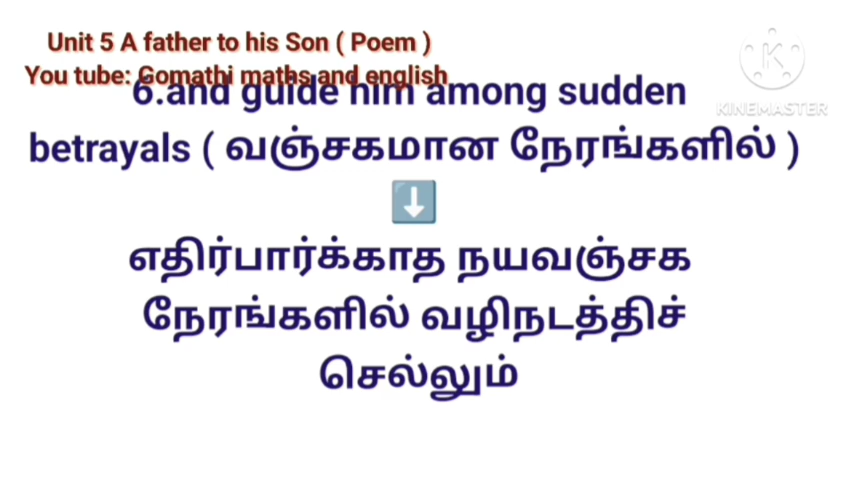 Unit 5 A father to his Son ( Poem )
You tube: Gomathi maths and english
KINEMASTER
6.and guide him among sudden
betrayals ( வஞ்சகமான நேரங்களில் )
எதிர்பார்க்காத நயவஞ்சக
நேரங்களில் வழிநடத்திச்
செல்லும்